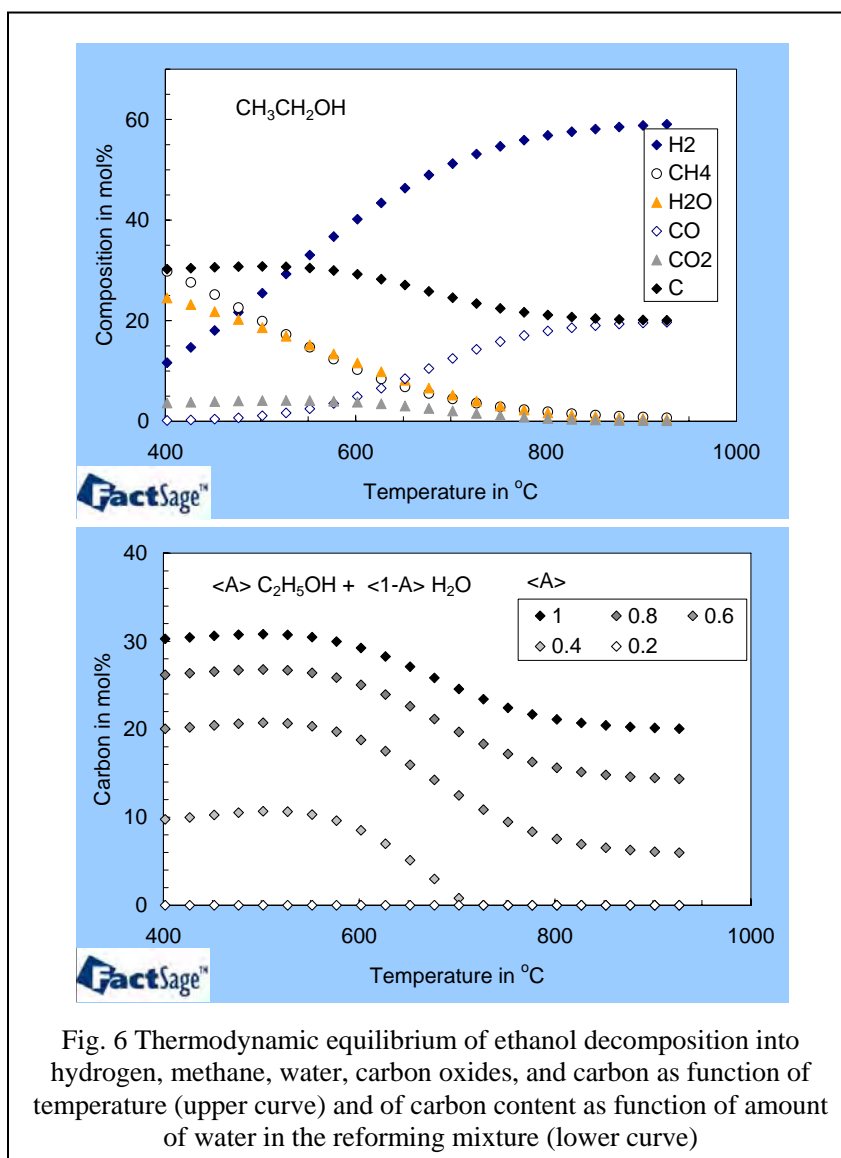 CH3CH2OH
60
40
20
0
400
600
800
1000
Composition in mol%
Temperature in °C
H2
CH4
H2O
CO
CO2
C
FactSage™
40
30
20
10
0
400
600
800
1000
Carbon in mol%
Temperature in °C
<A> C2H5OH + <1-A> H2O
<A>
1 0.8 0.6
0.4 0.2
FactSage™
Fig. 6 Thermodynamic equilibrium of ethanol decomposition into
hydrogen, methane, water, carbon oxides, and carbon as function of
temperature (upper curve) and of carbon content as function of amount
of water in the reforming mixture (lower curve)